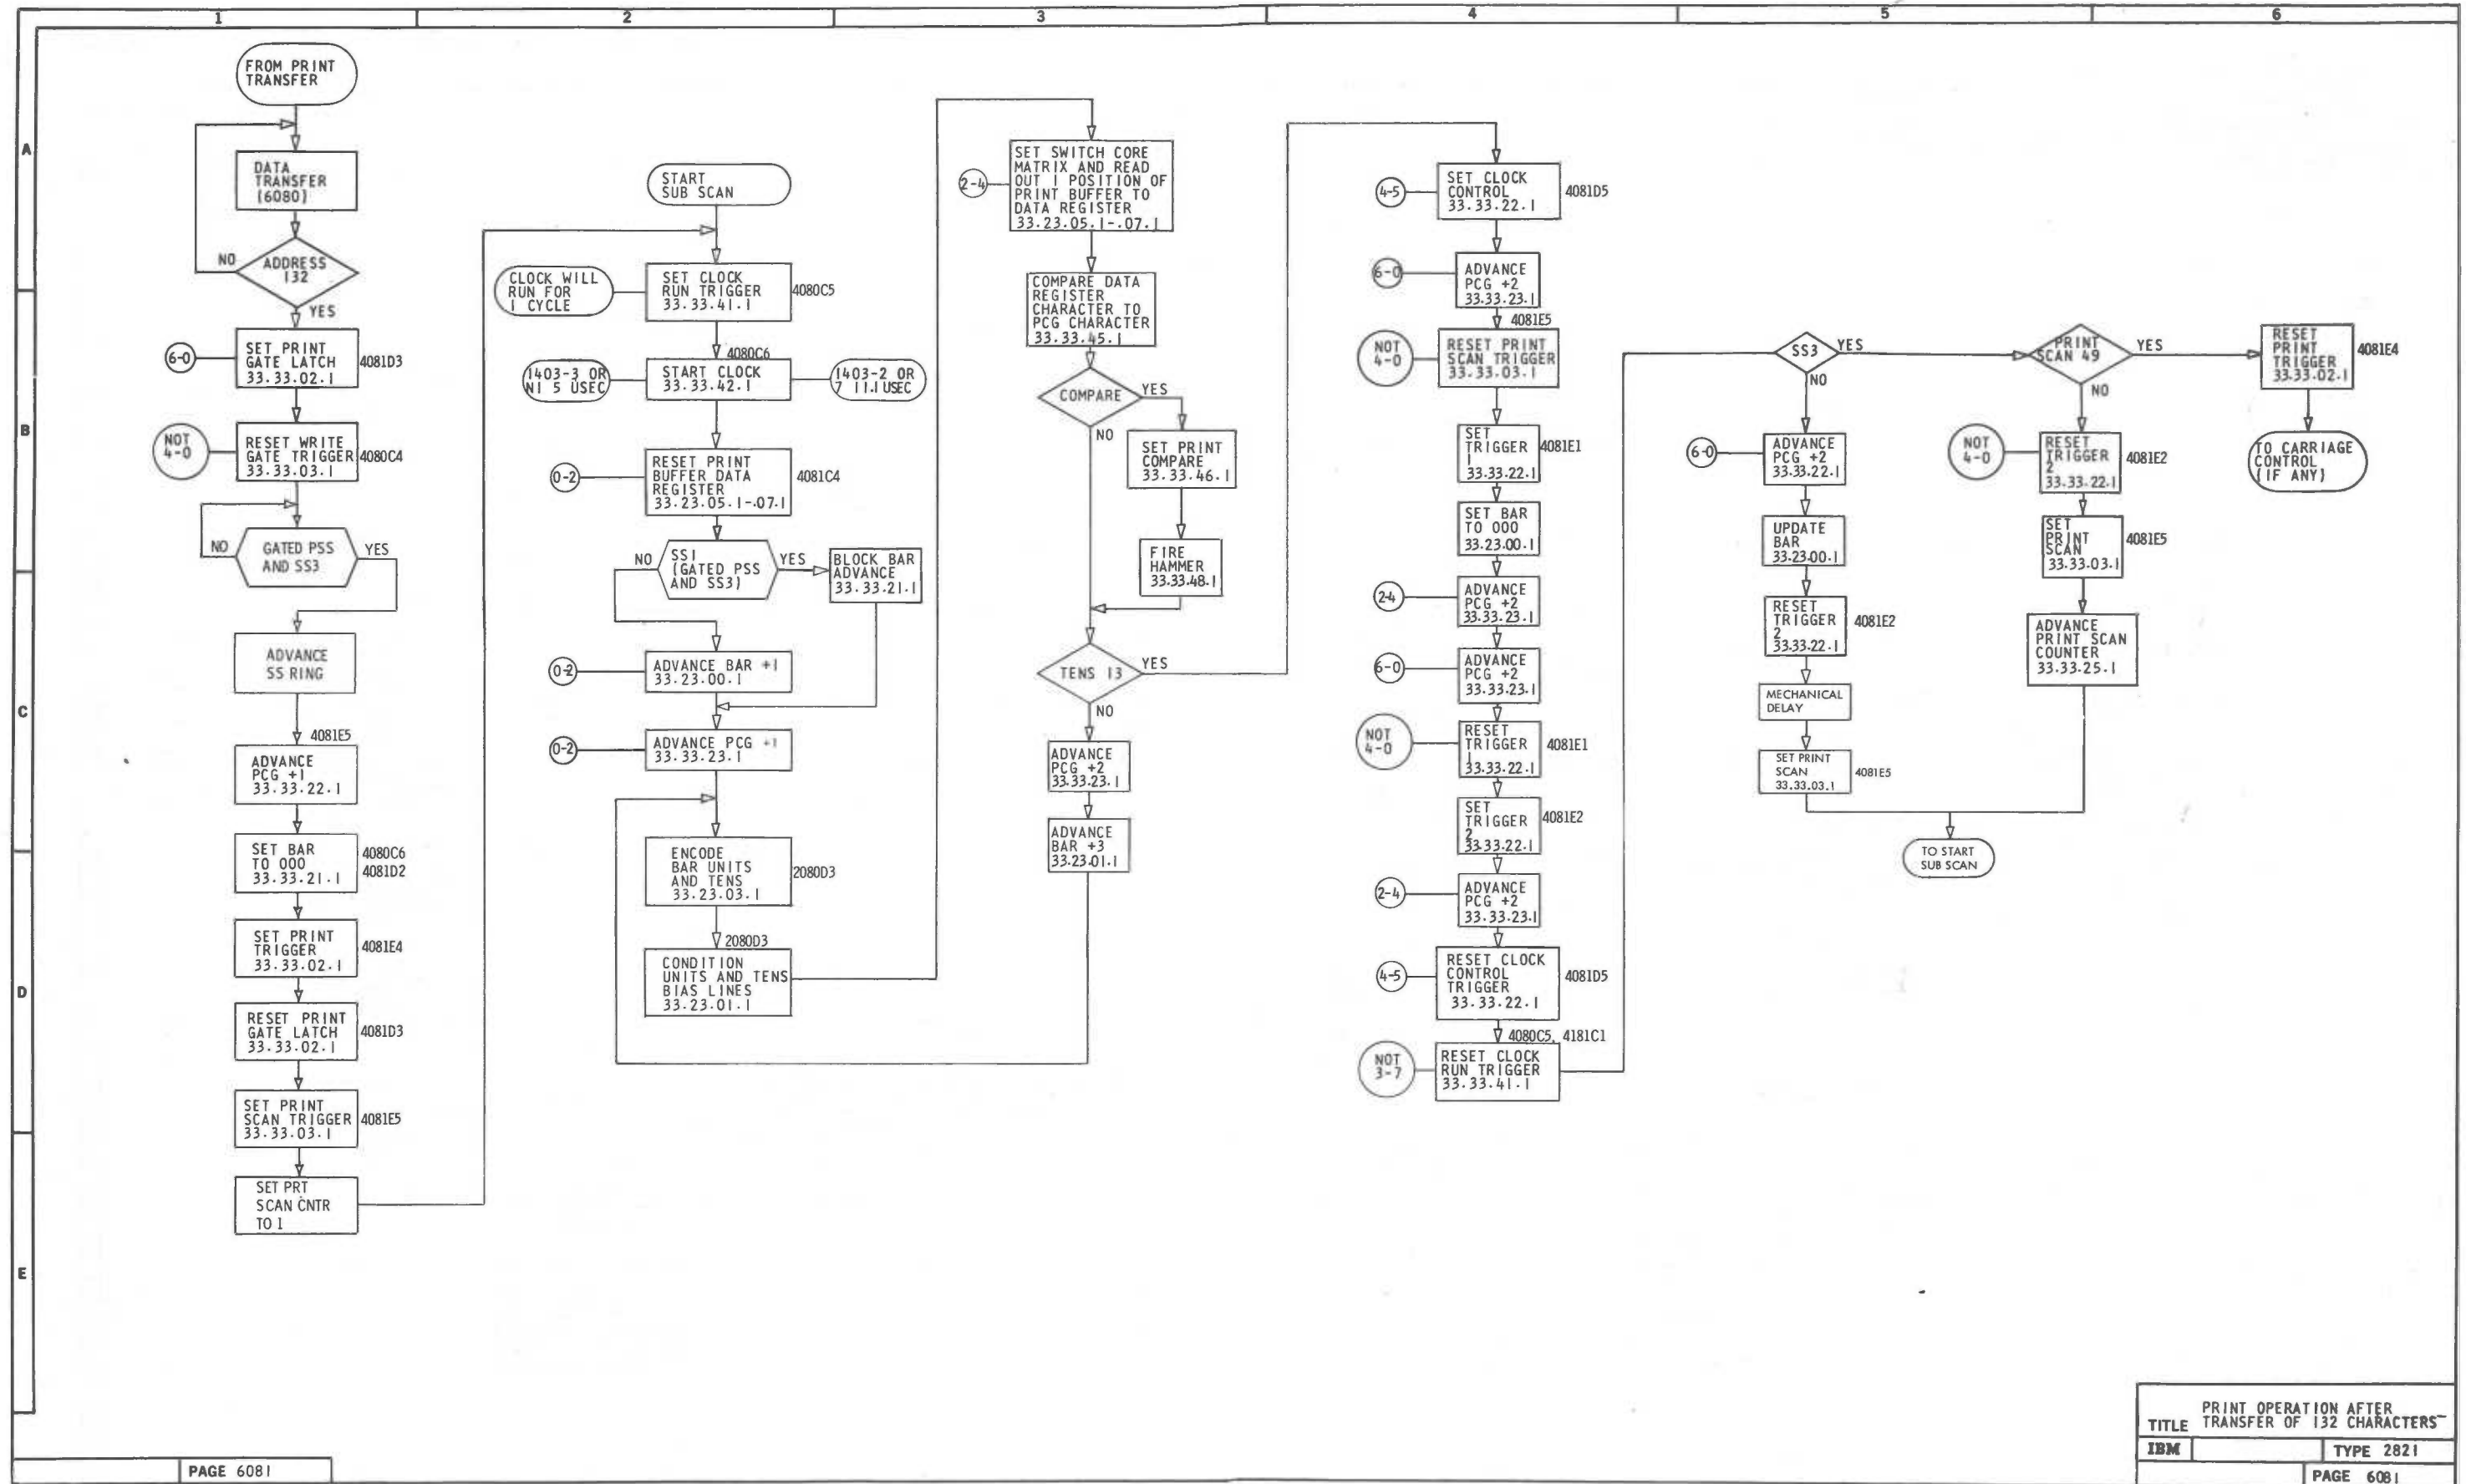 1
2
3
4
5
6
A
B
C
D
E
FROM PRINT
TRANSFER
DATA
TRANSFER
(6080)
NO
ADDRESS
132
YES
6-0
SET PRINT
GATE LATCH
33.33.02.1
4081D3
NOT
4-0
RESET WRITE
GATE TRIGGER
33.33.03.1
4080C4
NO
GATED PSS
AND SS3
YES
ADVANCE
SS RING
4081E5
ADVANCE
PCG +1
33.33.22.1
SET BAR
TO 000
33.33.21.1
4080C6
4081D2
SET PRINT
TRIGGER
33.33.02.1
4081E4
RESET PRINT
GATE LATCH
33.33.02.1
4081D3
SET PRINT
SCAN TRIGGER
33.33.03.1
4081E5
SET PRT
SCAN CNTR
TO 1
START
SUB SCAN
CLOCK WILL
RUN FOR
1 CYCLE
SET CLOCK
RUN TRIGGER
33.33.41.1
4080C5
4080C6
1403-3 OR
N1 5 USEC
START CLOCK
33.33.42.1
1403-2 OR
7 11.1 USEC
0-2
RESET PRINT
BUFFER DATA
REGISTER
33.23.05.1-.07.1
4081C4
NO
SS1
(GATED PSS
AND SS3)
YES
BLOCK BAR
ADVANCE
33.33.21.1
0-2
ADVANCE BAR +1
33.23.00.1
0-2
ADVANCE PCG +1
33.33.23.1
ENCODE
BAR UNITS
AND TENS
33.23.03.1
2080D3
2080D3
CONDITION
UNITS AND TENS
BIAS LINES
33.23.01.1
2-4
SET SWITCH CORE
MATRIX AND READ
OUT 1 POSITION OF
PRINT BUFFER TO
DATA REGISTER
33.23.05.1-.07.1
COMPARE DATA
REGISTER
CHARACTER TO
PCG CHARACTER
33.33.45.1
COMPARE
YES
NO
SET PRINT
COMPARE
33.33.46.1
FIRE
HAMMER
33.33.48.1
TENS 13
YES
NO
ADVANCE
PCG +2
33.33.23.1
ADVANCE
BAR +3
33.23.01.1
4-5
SET CLOCK
CONTROL
33.33.22.1
4081D5
6-0
ADVANCE
PCG +2
33.33.23.1
4081E5
NOT
4-0
RESET PRINT
SCAN TRIGGER
33.33.03.1
SET
TRIGGER
1
33.33.22.1
4081E1
SET BAR
TO 000
33.23.00.1
2-4
ADVANCE
PCG +2
33.33.23.1
6-0
ADVANCE
PCG +2
33.33.23.1
NOT
4-0
RESET
TRIGGER
1
33.33.22.1
4081E1
SET
TRIGGER
2
33.33.22.1
4081E2
2-4
ADVANCE
PCG +2
33.33.23.1
4-5
RESET CLOCK
CONTROL
TRIGGER
33.33.22.1
4081D5
4080C5, 4181C1
NOT
3-7
RESET CLOCK
RUN TRIGGER
33.33.41.1
SS3
YES
NO
6-0
ADVANCE
PCG +2
33.33.22.1
UPDATE
BAR
33.23.00.1
RESET
TRIGGER
2
33.33.22.1
4081E2
MECHANICAL
DELAY
SET PRINT
SCAN
33.33.03.1
4081E5
TO START
SUB SCAN
PRINT
SCAN 49
YES
NO
NOT
4-0
RESET
TRIGGER
2
33.33.22.1
4081E2
SET
PRINT
SCAN
33.33.03.1
4081E5
ADVANCE
PRINT SCAN
COUNTER
33.33.25.1
RESET
PRINT
TRIGGER
33.33.02.1
4081E4
TO CARRIAGE
CONTROL
(IF ANY)
TITLE PRINT OPERATION AFTER
TRANSFER OF 132 CHARACTERS
IBM TYPE 2821
PAGE 6081
PAGE 6081